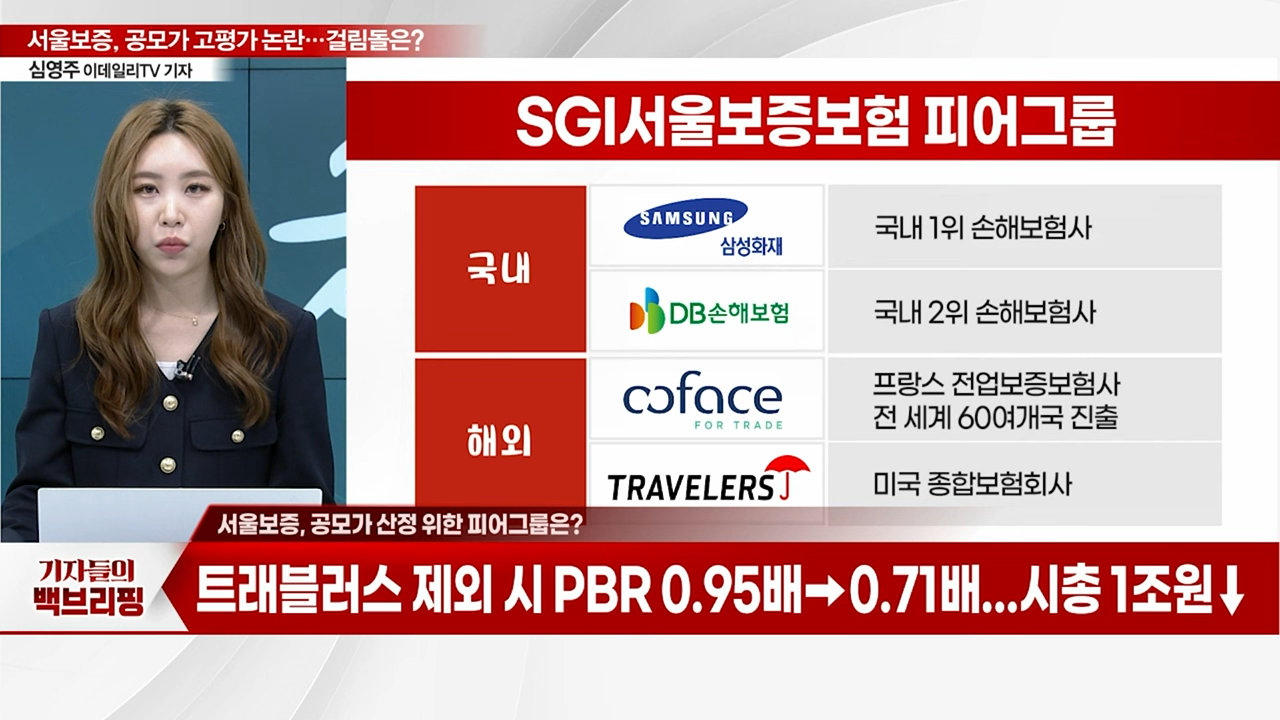 서울보증, 공모가 고평가 논란…걸림돌은?
심영주 이데일리TV 기자
SGI서울보증보험 피어그룹
국내
SAMSUNG
삼성화재
국내 1위 손해보험사
DB손해보험
국내 2위 손해보험사
해외
coface
FOR TRADE
프랑스 전업보증보험사
전 세계 60여개국 진출
TRAVELERS
미국 종합보험회사
서울보증, 공모가 산정 위한 피어그룹은?
기자들의
백브리핑
트래블러스 제외 시 PBR 0.95배➡0.71배...시총 1조원↓